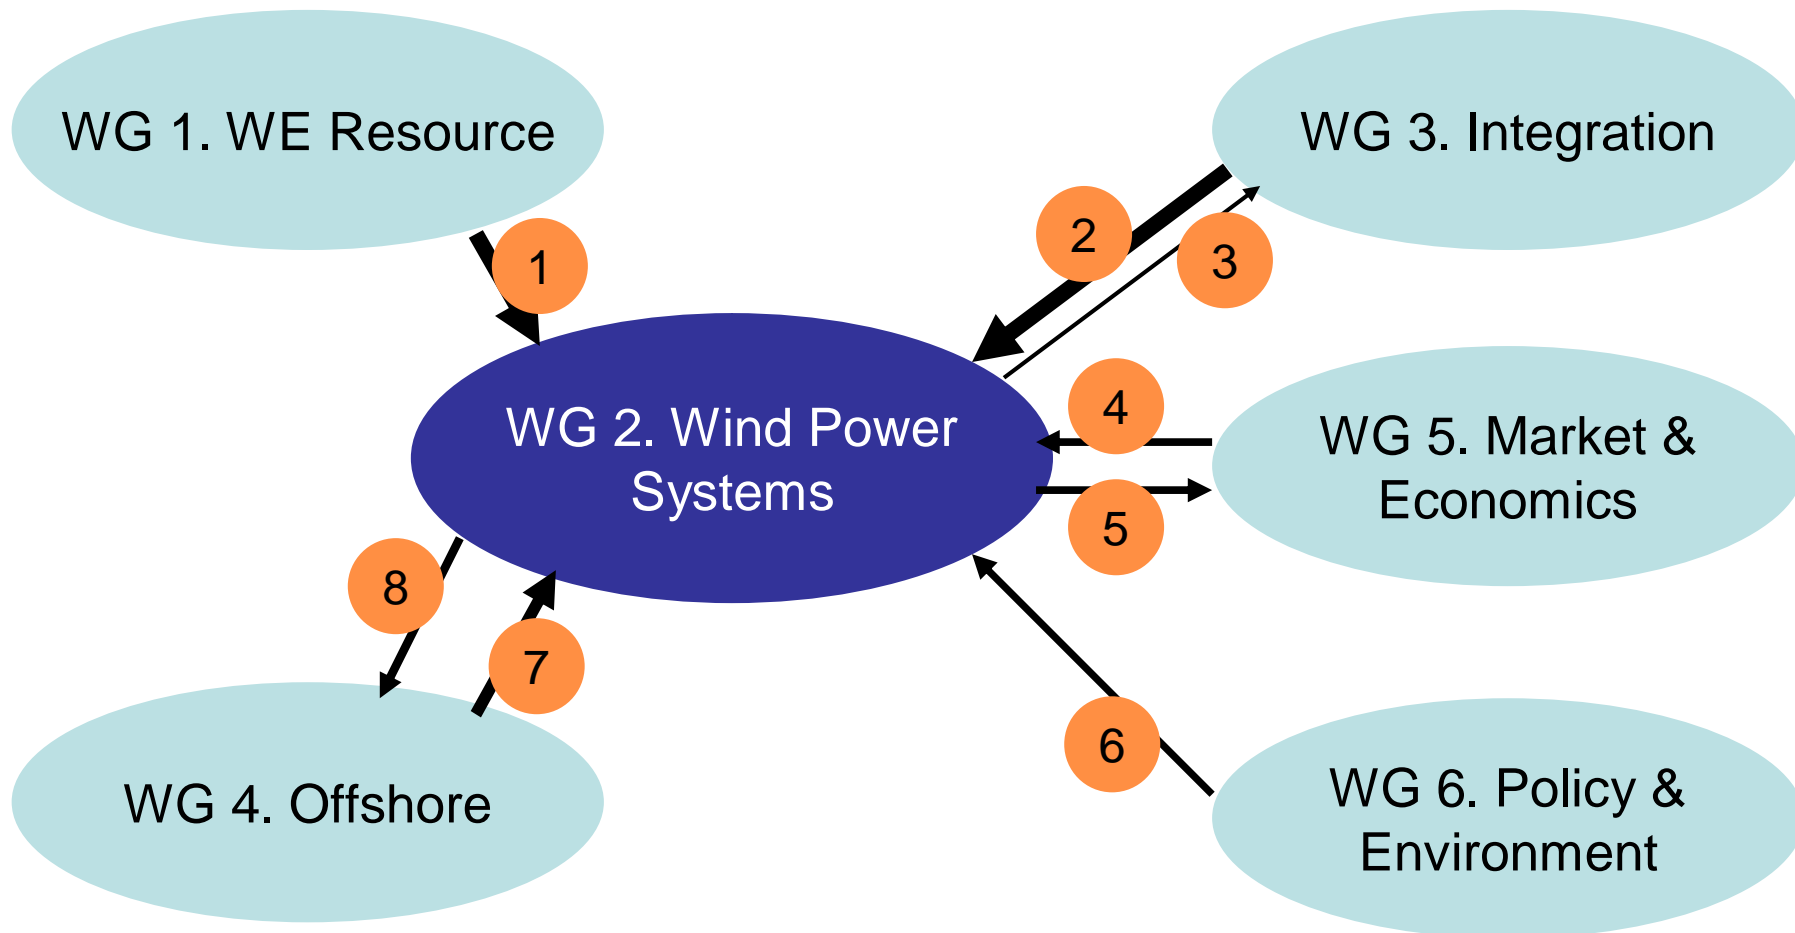 WG 1. WE Resource
WG 3. Integration
1
2
3
WG 2. Wind Power
Systems
4
5
WG 5. Market &
Economics
8
7
6
WG 4. Offshore
WG 6. Policy &
Environment